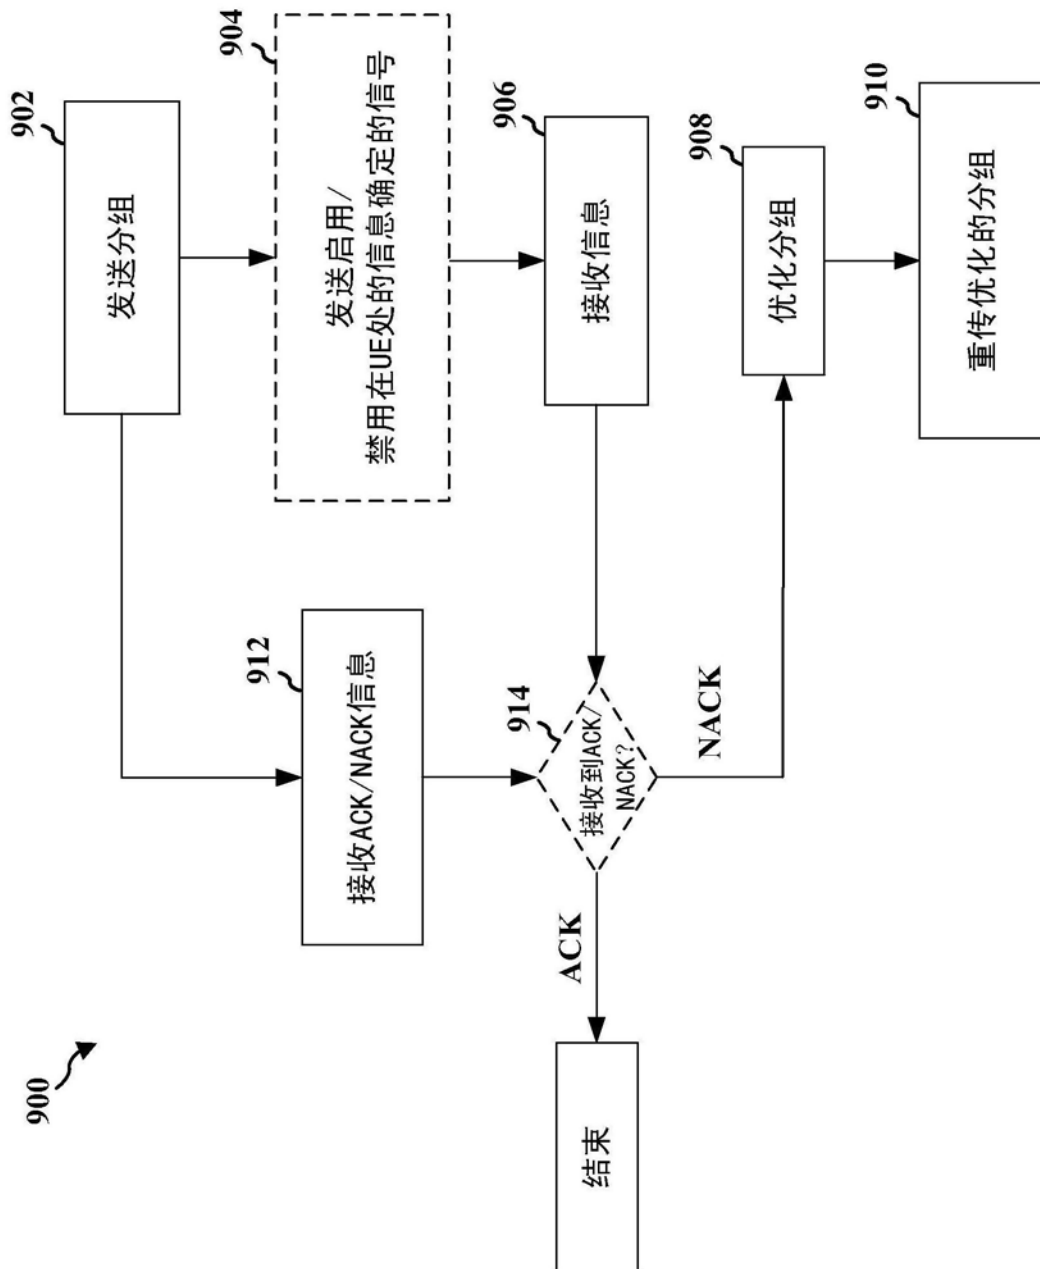 900
902
发送分组
904
发送启用/
禁用在UE处的信息确定的信号
906
接收信息
912
接收ACK/NACK信息
914
接收到ACK/
NACK?
ACK
结束
NACK
908
优化分组
910
重传优化的分组